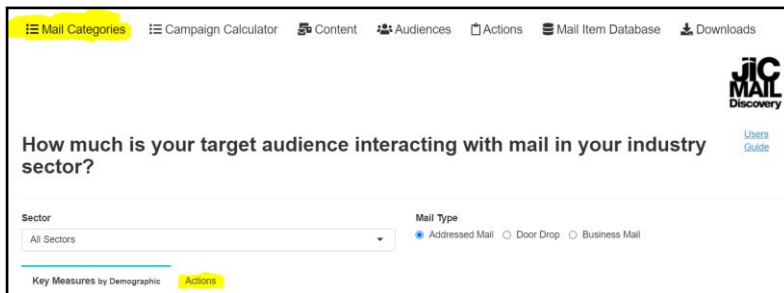 Mail Categories Campaign Calculator Content Audiences Actions Mail Item Database Downloads
JIC
MAIL
Discovery
Users
Guide
How much is your target audience interacting with mail in your industry
sector?
Sector Mail Type
All Sectors Addressed Mail Door Drop Business Mail
Key Measures by Demographic Actions